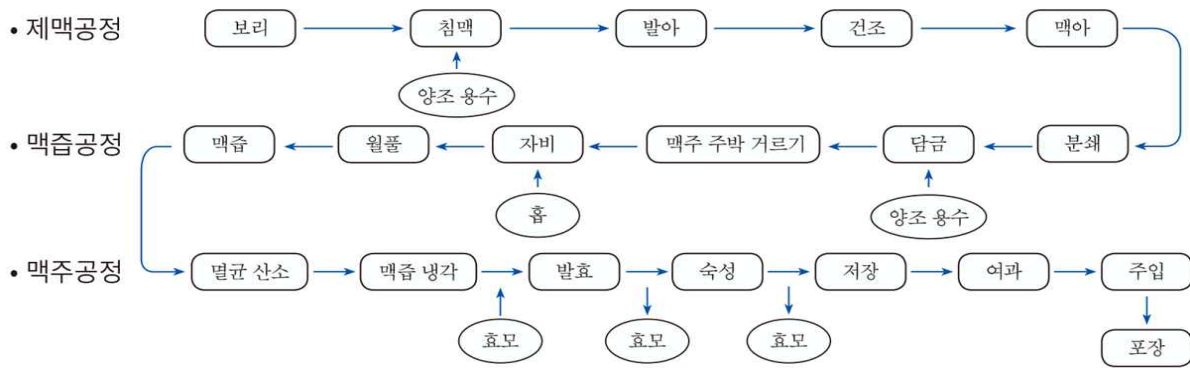 • 제맥공정 보리 침맥 발아 건조 맥아
양조 용수
• 맥즙공정 맥즙 월풀 자비 맥주 주박 거르기 담금 분쇄
홉 양조 용수
• 맥주공정 멸균 산소 맥즙 냉각 발효 숙성 저장 여과 주입
효모 효모 효모 포장